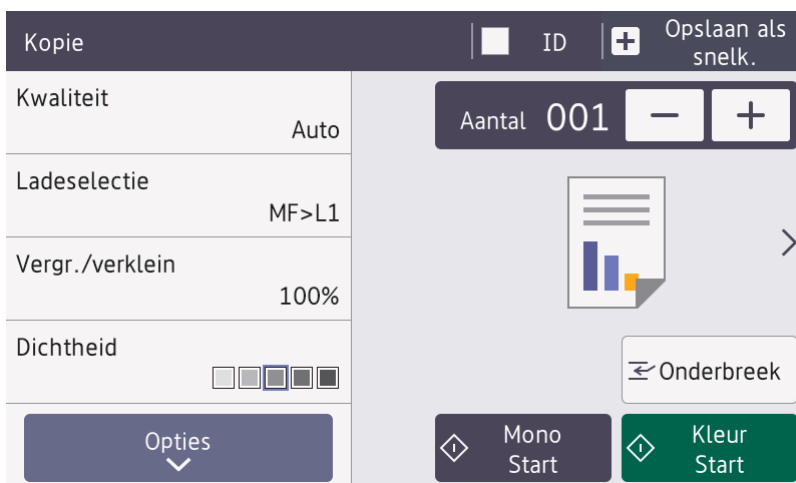 Kopie
ID
Opslaan als
snelk.
Kwaliteit
Auto
Aantal 001
Ladeselectie
MF>L1
Vergr./verklein
100%
Dichtheid
Onderbreek
Opties
Mono
Start
Kleur
Start